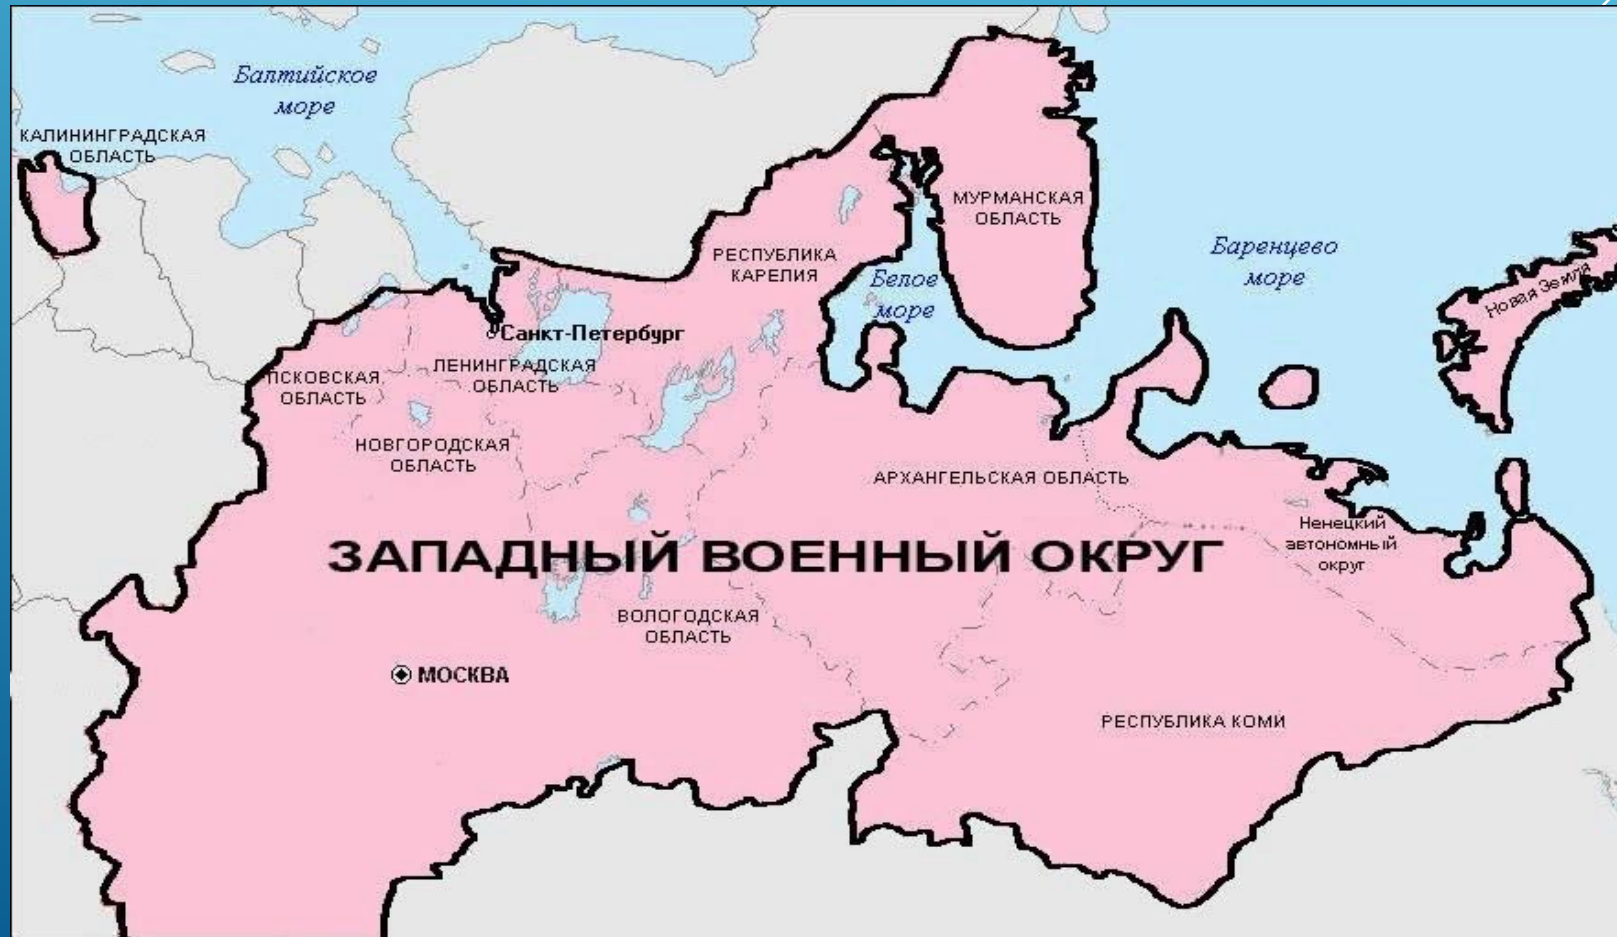 Балтийское
море
КАЛИНИНГРАДСКАЯ
ОБЛАСТЬ
МУРМАНСКАЯ
ОБЛАСТЬ
РЕСПУБЛИКА
КАРЕЛИЯ
Белое
море
Баренцево
море
Новая Земля
Санкт-Петербург
ЛЕНИНГРАДСКАЯ
ОБЛАСТЬ
ПСКОВСКАЯ
ОБЛАСТЬ
НОВГОРОДСКАЯ
ОБЛАСТЬ
АРХАНГЕЛЬСКАЯ ОБЛАСТЬ
Ненецкий
автономный
округ
ЗАПАДНЫЙ ВОЕННЫЙ ОКРУГ
ВОЛОГОДСКАЯ
ОБЛАСТЬ
МОСКВА
РЕСПУБЛИКА КОМИ